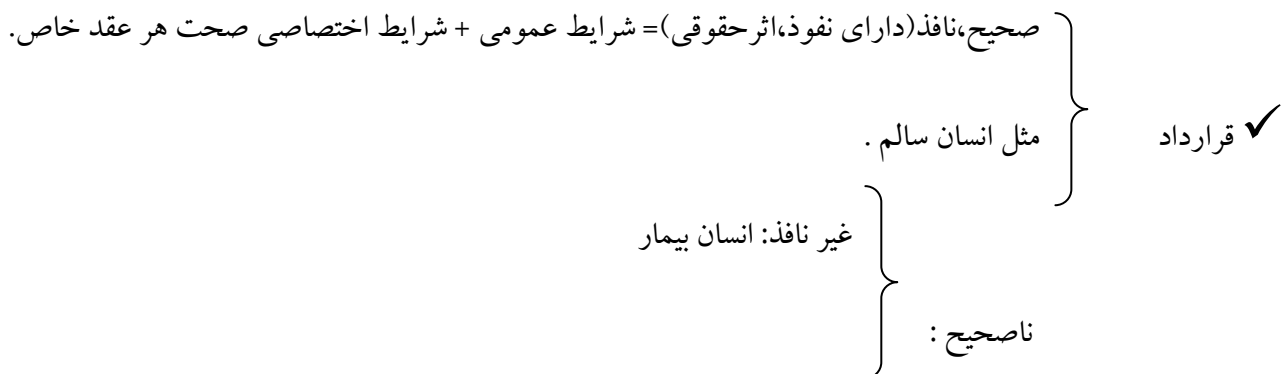 صحیح،نافذ(دارای نفوذ،اثرحقوقی)= شرایط عمومی + شرایط اختصاصی صحت هر عقد خاص.
✓ قرارداد
مثل انسان سالم .
غیر نافذ: انسان بیمار
ناصحیح :